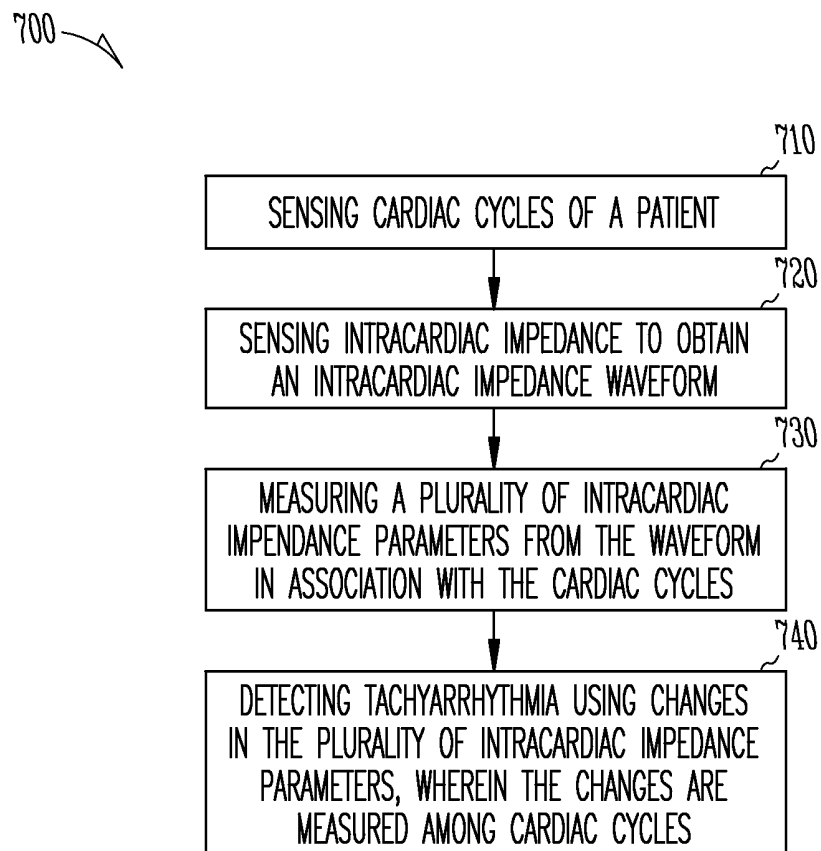 700
710
SENSING CARDIAC CYCLES OF A PATIENT
720
SENSING INTRACARDIAC IMPEDANCE TO OBTAIN
AN INTRACARDIAC IMPEDANCE WAVEFORM
730
MEASURING A PLURALITY OF INTRACARDIAC
IMPENDANCE PARAMETERS FROM THE WAVEFORM
IN ASSOCIATION WITH THE CARDIAC CYCLES
740
DETECTING TACHYARRHYTHMIA USING CHANGES
IN THE PLURALITY OF INTRACARDIAC IMPEDANCE
PARAMETERS, WHEREIN THE CHANGES ARE
MEASURED AMONG CARDIAC CYCLES